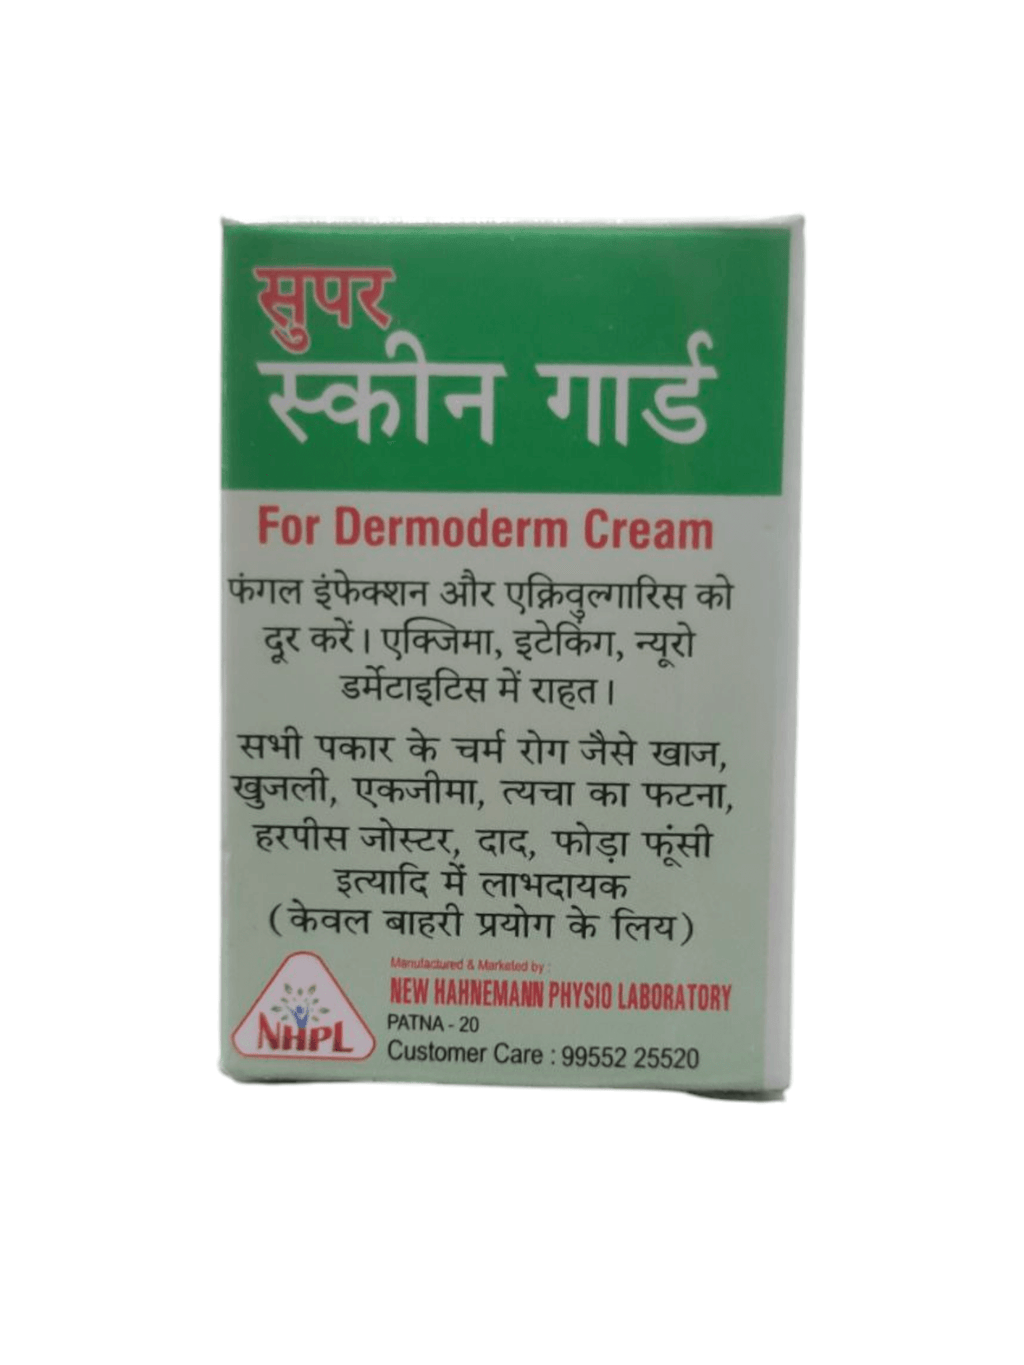 सुपर
स्कीन गार्ड
For Dermoderm Cream
फंगल इंफेक्शन और एक्निवुल्गारिस को
दूर करें। एक्जिमा, इटेकिंग, न्यूरो
डर्मेटाइटिस में राहत।
सभी पकार के चर्म रोग जैसे खाज,
खुजली, एकजीमा, त्यचा का फटना,
हरपीस जोस्टर, दाद, फोड़ा फूंसी
इत्यादि में लाभदायक
(केवल बाहरी प्रयोग के लिय)
Manufactured & Marketed by :
NEW HAHNEMANN PHYSIO LABORATORY
NHPL
PATNA - 20
Customer Care : 99552 25520